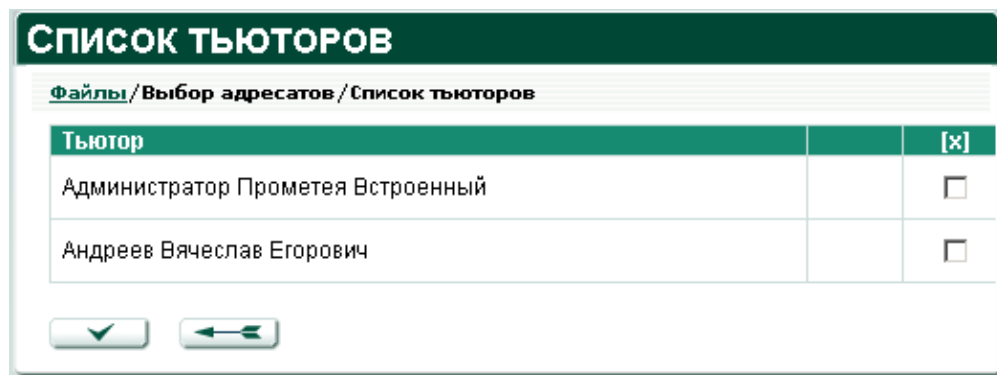 Список тьюторов
Файлы/Выбор адресатов/Список тьюторов
Тьютор [x]
Администратор Прометея Встроенный
Андреев Вячеслав Егорович